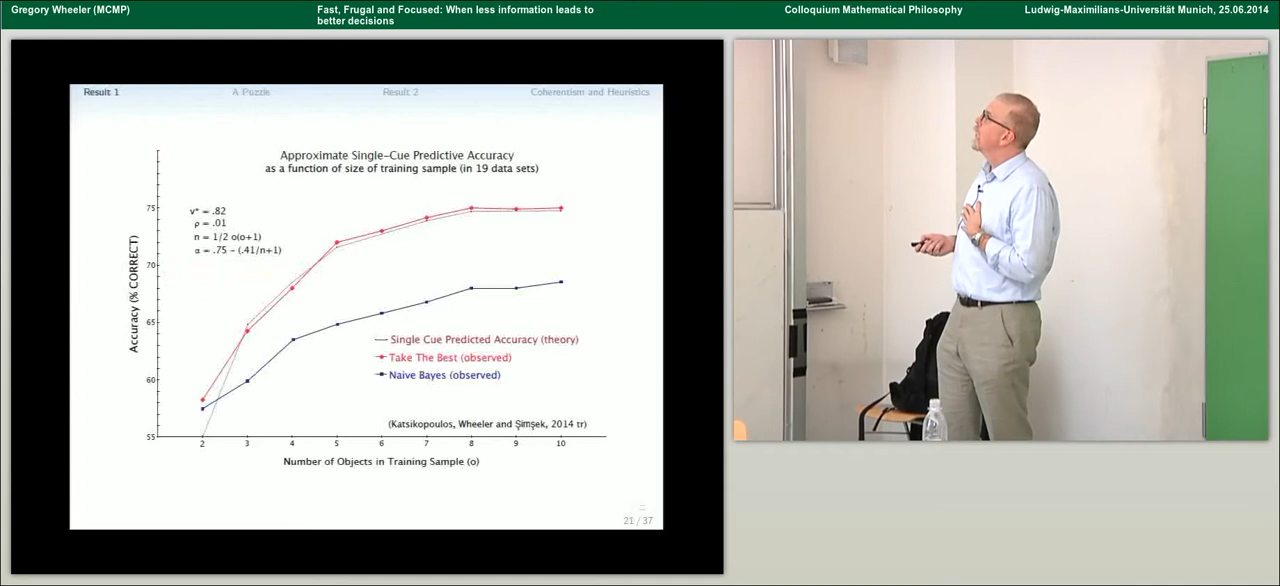 Gregory Wheeler (MCMP)
Fast, Frugal and Focused: When less information leads to
better decisions
Colloquium Mathematical Philosophy
Ludwig-Maximilians-Universität Munich, 25.06.2014
Result 1
A Puzzle
Result 2
Coherentism and Heuristics
Approximate Single-Cue Predictive Accuracy
as a function of size of training sample (in 19 data sets)
v* = .82
ρ = .01
n = 1/2 o(o+1)
α = .75 - (.41/n+1)
Accuracy (% CORRECT)
75
70
65
60
55
Single Cue Predicted Accuracy (theory)
Take The Best (observed)
Naive Bayes (observed)
(Katsikopoulos, Wheeler and Şimşek, 2014 tr)
2 3 4 5 6 7 8 9 10
Number of Objects in Training Sample (o)
21 / 37